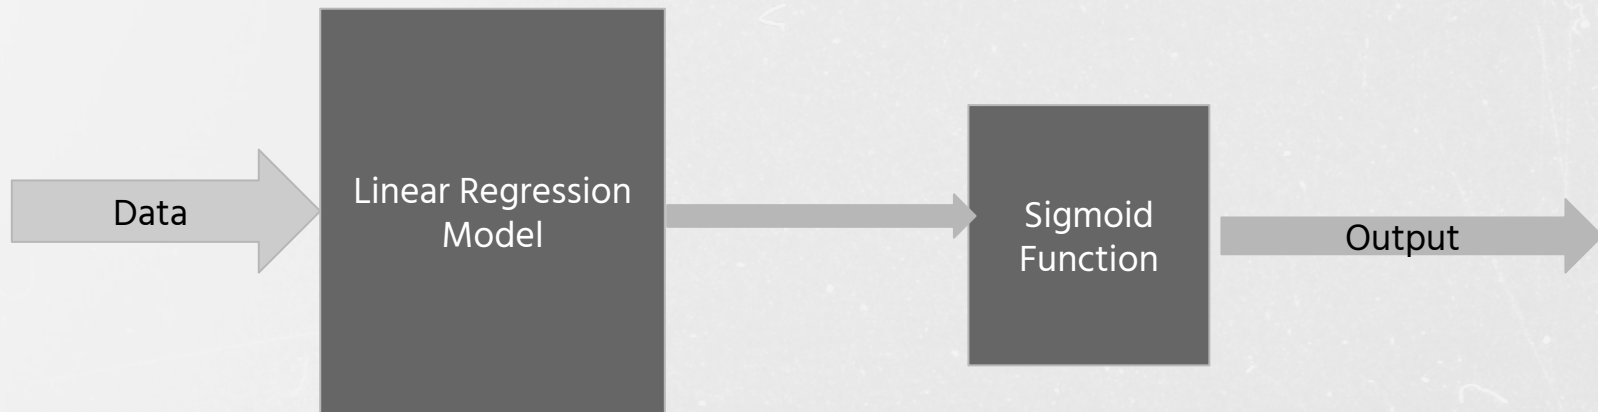 Data
Linear Regression
Model
Sigmoid
Function
Output